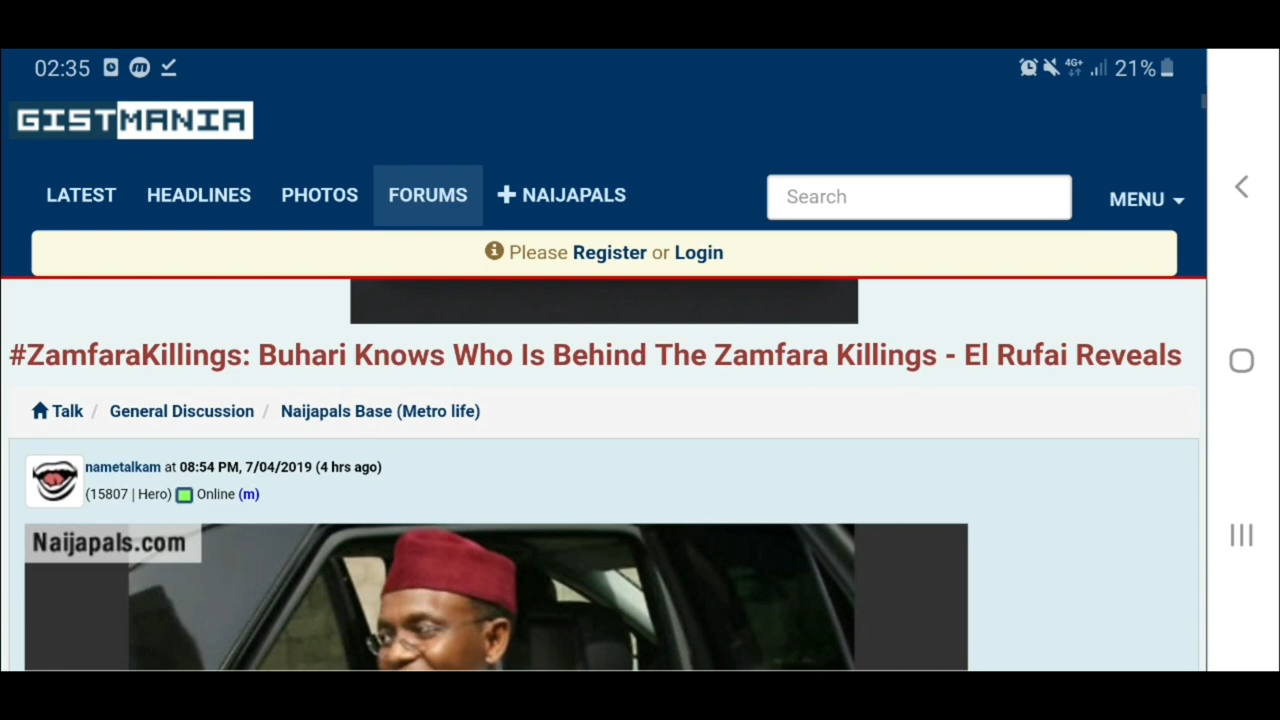 02:35 4G+ 21%
GISTMANIA
LATEST HEADLINES PHOTOS FORUMS NAIJAPALS Search MENU
Please Register or Login
#ZamfaraKillings: Buhari Knows Who Is Behind The Zamfara Killings - El Rufai Reveals
Talk / General Discussion / Naijapals Base (Metro life)
nametalkam at 08:54 PM, 7/04/2019 (4 hrs ago)
(15807 | Hero) Online (m)
Naijapals.com